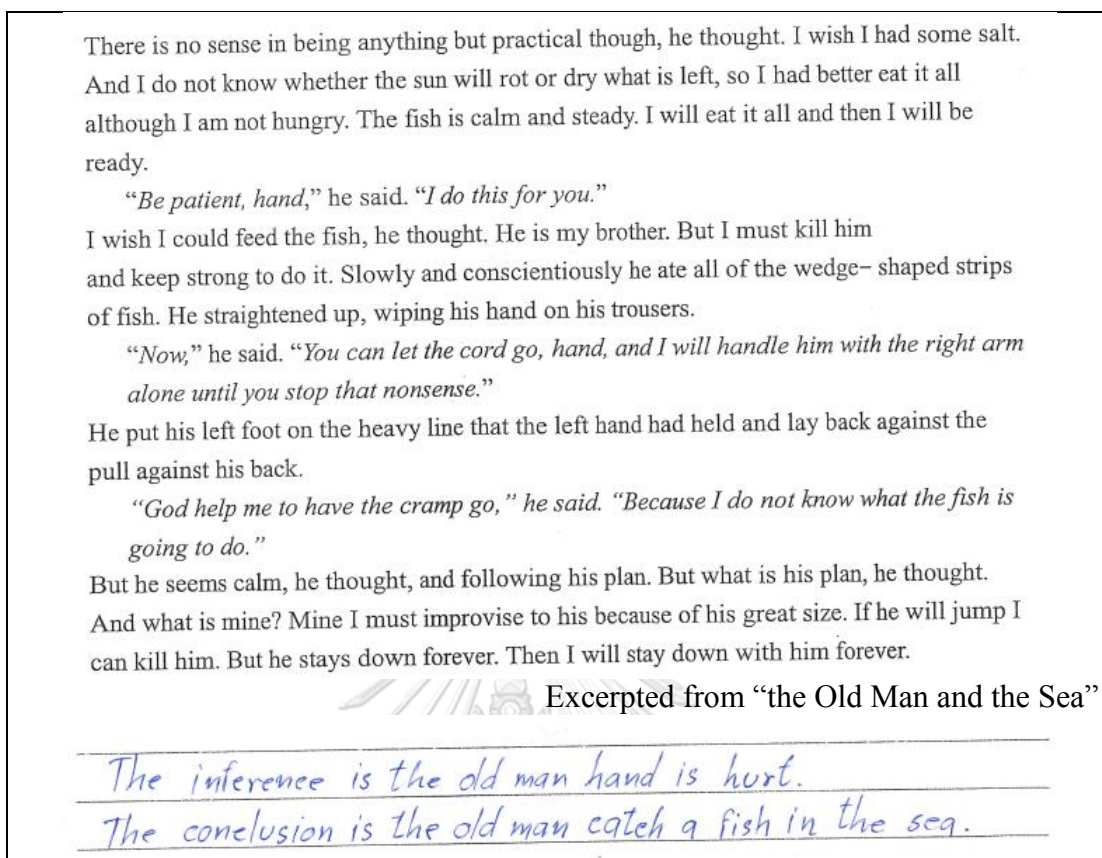 There is no sense in being anything but practical though, he thought. I wish I had some salt.
And I do not know whether the sun will rot or dry what is left, so I had better eat it all
although I am not hungry. The fish is calm and steady. I will eat it all and then I will be
ready.
“Be patient, hand,” he said. “I do this for you.”
I wish I could feed the fish, he thought. He is my brother. But I must kill him
and keep strong to do it. Slowly and conscientiously he ate all of the wedge– shaped strips
of fish. He straightened up, wiping his hand on his trousers.
“Now,” he said. “You can let the cord go, hand, and I will handle him with the right arm
alone until you stop that nonsense.”
He put his left foot on the heavy line that the left hand had held and lay back against the
pull against his back.
“God help me to have the cramp go,” he said. “Because I do not know what the fish is
going to do.”
But he seems calm, he thought, and following his plan. But what is his plan, he thought.
And what is mine? Mine I must improvise to his because of his great size. If he will jump I
can kill him. But he stays down forever. Then I will stay down with him forever.
Excerpted from “the Old Man and the Sea”
The inference is the old man hand is hurt.
The conclusion is the old man catch a fish in the sea.